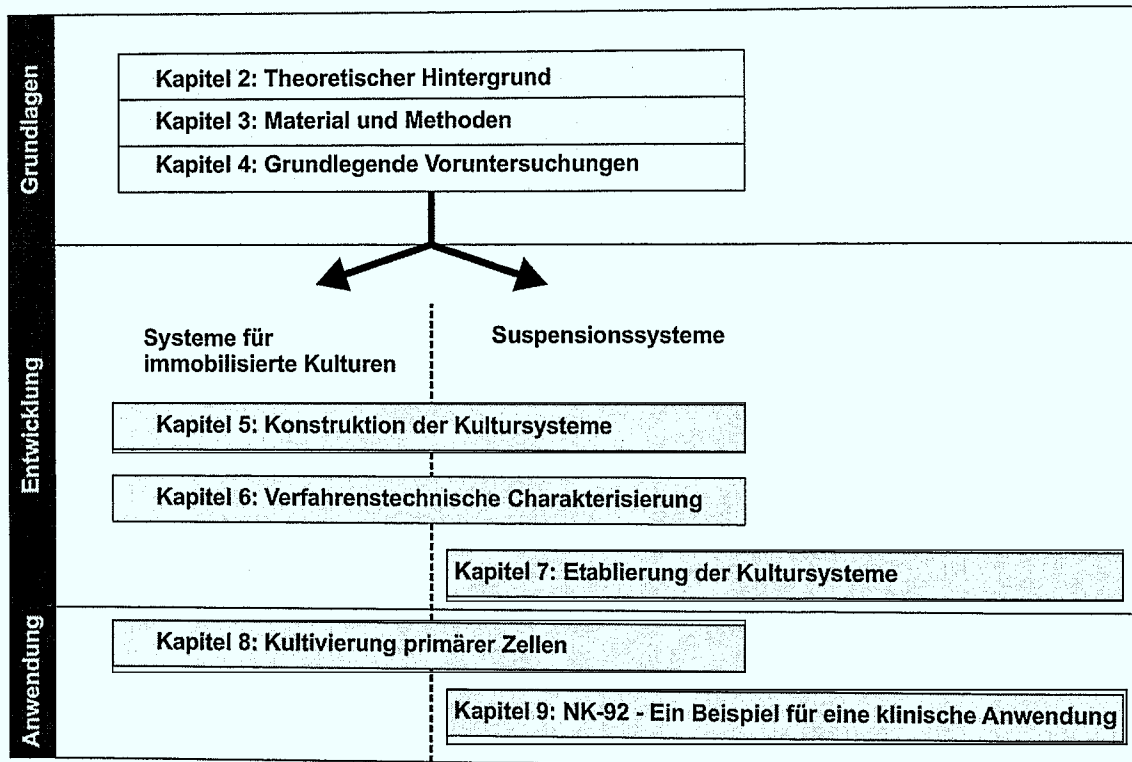 Grundlagen
Kapitel 2: Theoretischer Hintergrund
Kapitel 3: Material und Methoden
Kapitel 4: Grundlegende Voruntersuchungen
Entwicklung
Systeme für
immobilisierte Kulturen
Suspensionssysteme
Kapitel 5: Konstruktion der Kultursysteme
Kapitel 6: Verfahrenstechnische Charakterisierung
Kapitel 7: Etablierung der Kultursysteme
Anwendung
Kapitel 8: Kultivierung primärer Zellen
Kapitel 9: NK-92 - Ein Beispiel für eine klinische Anwendung